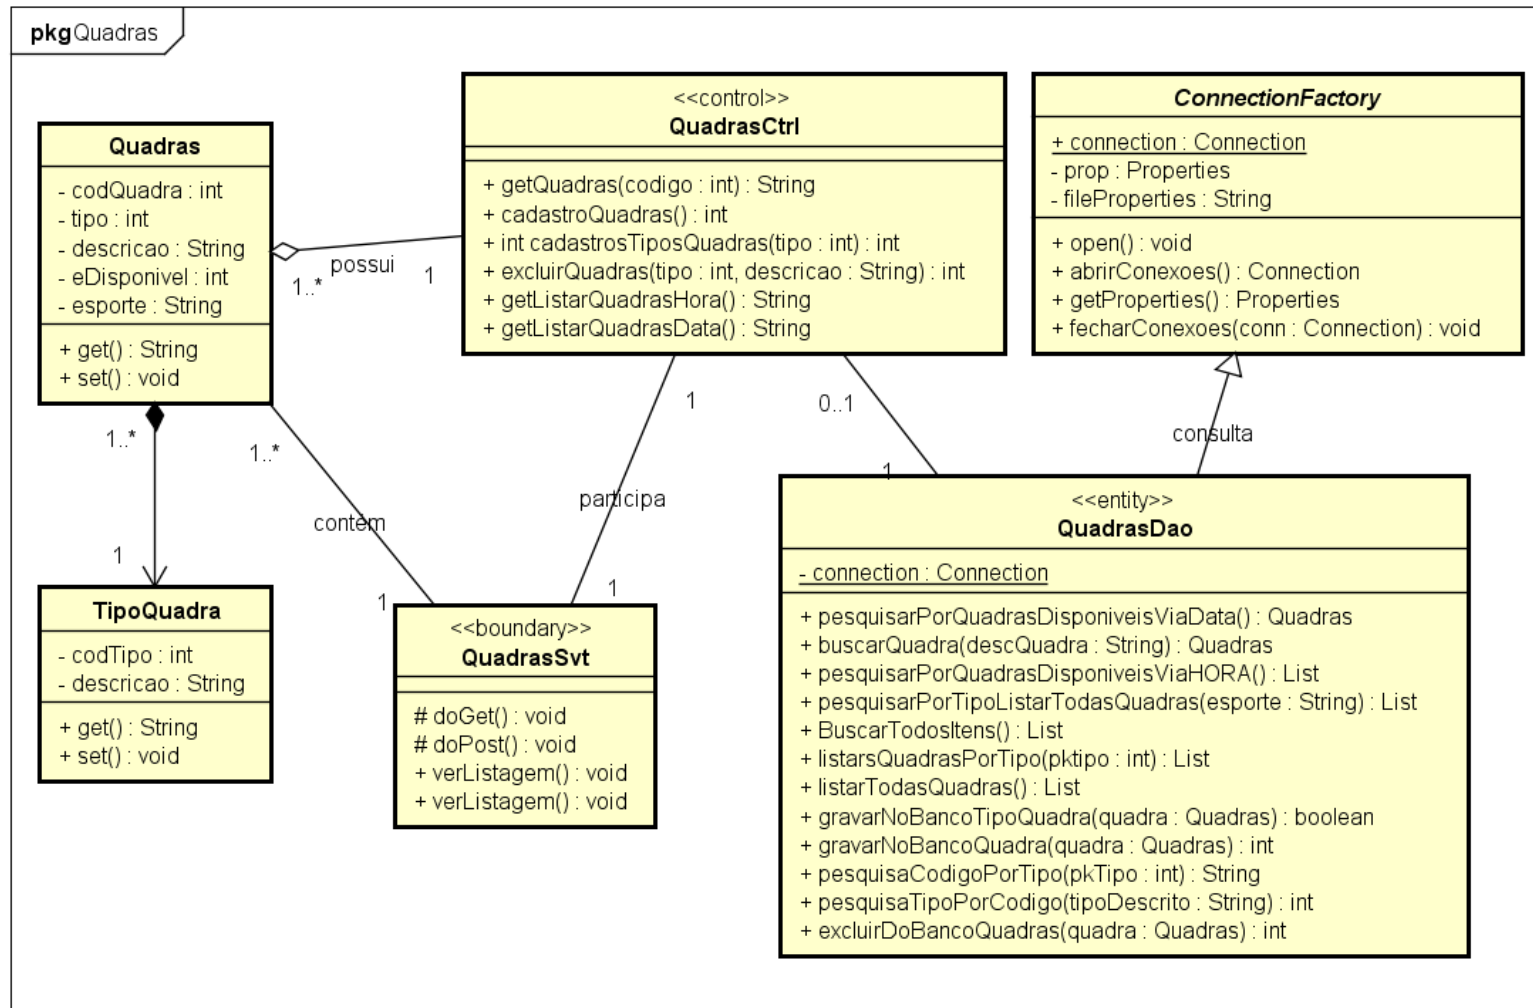 pkg Quadras
Quadras
- codQuadra : int
- tipo : int
- descricao : String
- eDisponivel : int
- esporte : String
+ get() : String
+ set() : void
possui
1..*
1
<<control>>
QuadrasCtrl
+ getQuadras(codigo : int) : String
+ cadastroQuadras() : int
+ int cadastrosTiposQuadras(tipo : int) : int
+ excluirQuadras(tipo : int, descricao : String) : int
+ getListarQuadrasHora() : String
+ getListarQuadrasData() : String
ConnectionFactory
+ connection : Connection
- prop : Properties
- fileProperties : String
+ open() : void
+ abrirConexoes() : Connection
+ getProperties() : Properties
+ fecharConexoes(conn : Connection) : void
1..*
1
1..*
contém
1
1
participa
1
0..1
1
consulta
TipoQuadra
- codTipo : int
- descricao : String
+ get() : String
+ set() : void
<<boundary>>
QuadrasSvt
# doGet() : void
# doPost() : void
+ verListagem() : void
+ verListagem() : void
<<entity>>
QuadrasDao
- connection : Connection
+ pesquisarPorQuadrasDisponiveisViaData() : Quadras
+ buscarQuadra(descQuadra : String) : Quadras
+ pesquisarPorQuadrasDisponiveisViaHORA() : List
+ pesquisarPorTipoListarTodasQuadras(esporte : String) : List
+ BuscarTodosItens() : List
+ listarsQuadrasPorTipo(pktipo : int) : List
+ listarTodasQuadras() : List
+ gravarNoBancoTipoQuadra(quadra : Quadras) : boolean
+ gravarNoBancoQuadra(quadra : Quadras) : int
+ pesquisaCodigoPorTipo(pkTipo : int) : String
+ pesquisaTipoPorCodigo(tipoDescrito : String) : int
+ excluirDoBancoQuadras(quadra : Quadras) : int